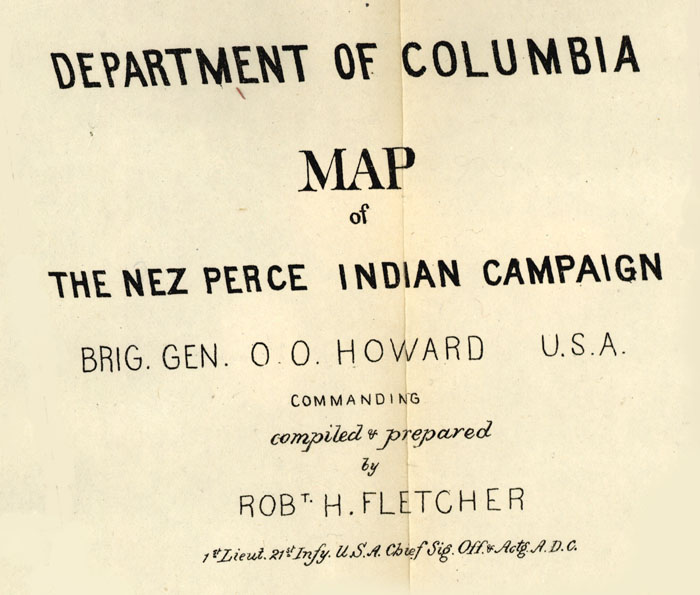 DEPARTMENT OF COLUMBIA
MAP
of
THE NEZ PERCE INDIAN CAMPAIGN
BRIG. GEN. O. O. HOWARD U.S.A.
COMMANDING
compiled & prepared
by
ROBT. H. FLETCHER
1st Lieut. 21st Infy. U.S.A. Chief Sig. Off. & Actg. A.D.C.